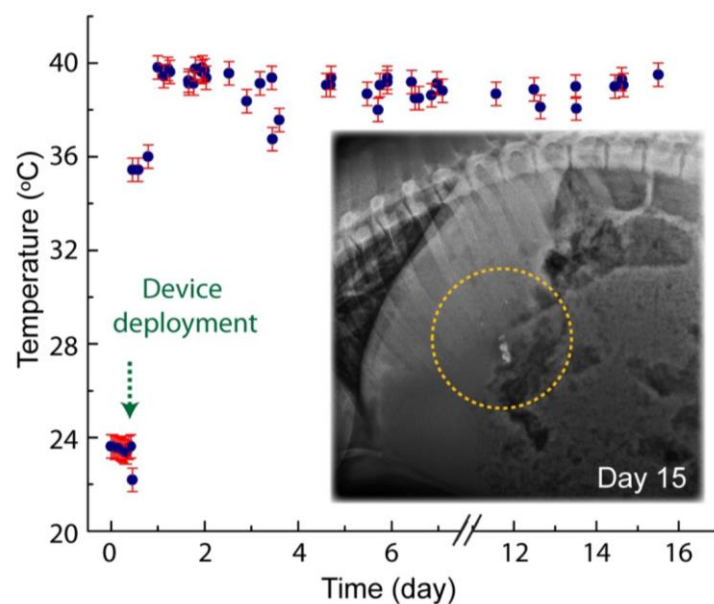 40
36
32
28
24
20
Temperature (°C)
Device
deployment
Day 15
0 2 4 6 12 14 16
Time (day)